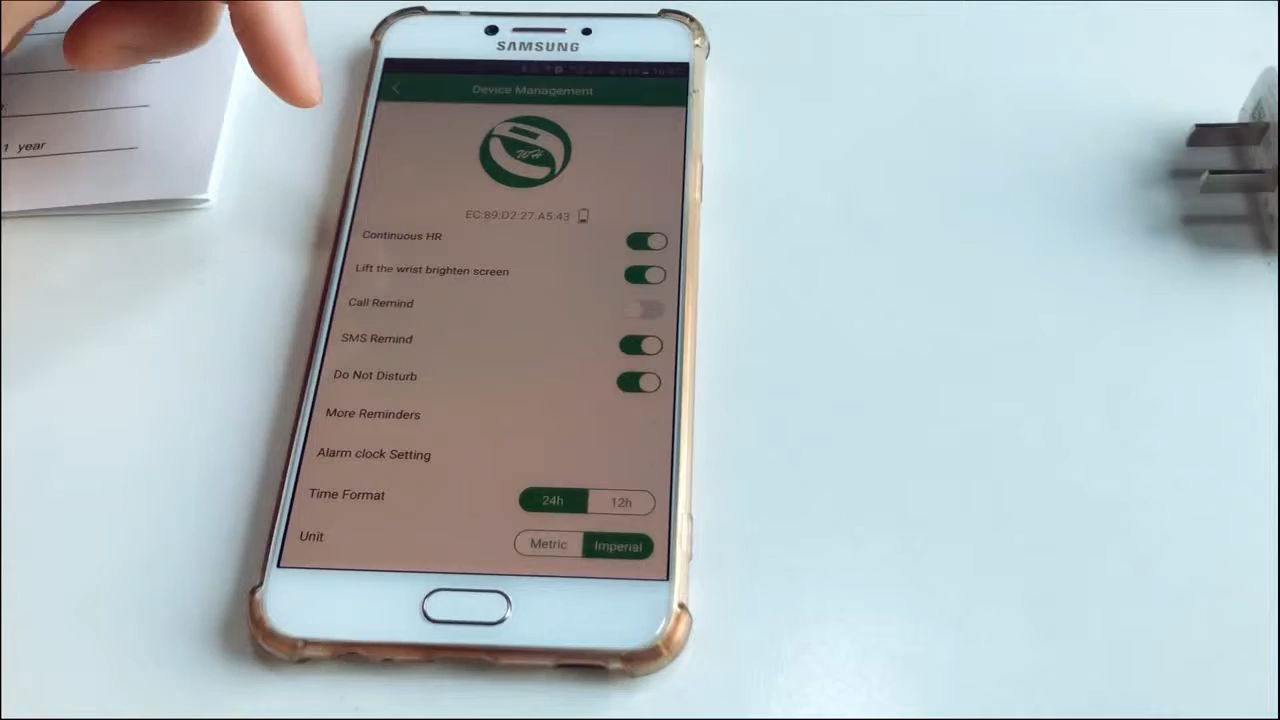 SAMSUNG
Device Management
WH
EC:89:D2:27:A5:43
Continuous HR
Lift the wrist brighten screen
Call Remind
SMS Remind
Do Not Disturb
More Reminders
Alarm clock Setting
Time Format
24h
12h
Unit
Metric
Imperial
1 year